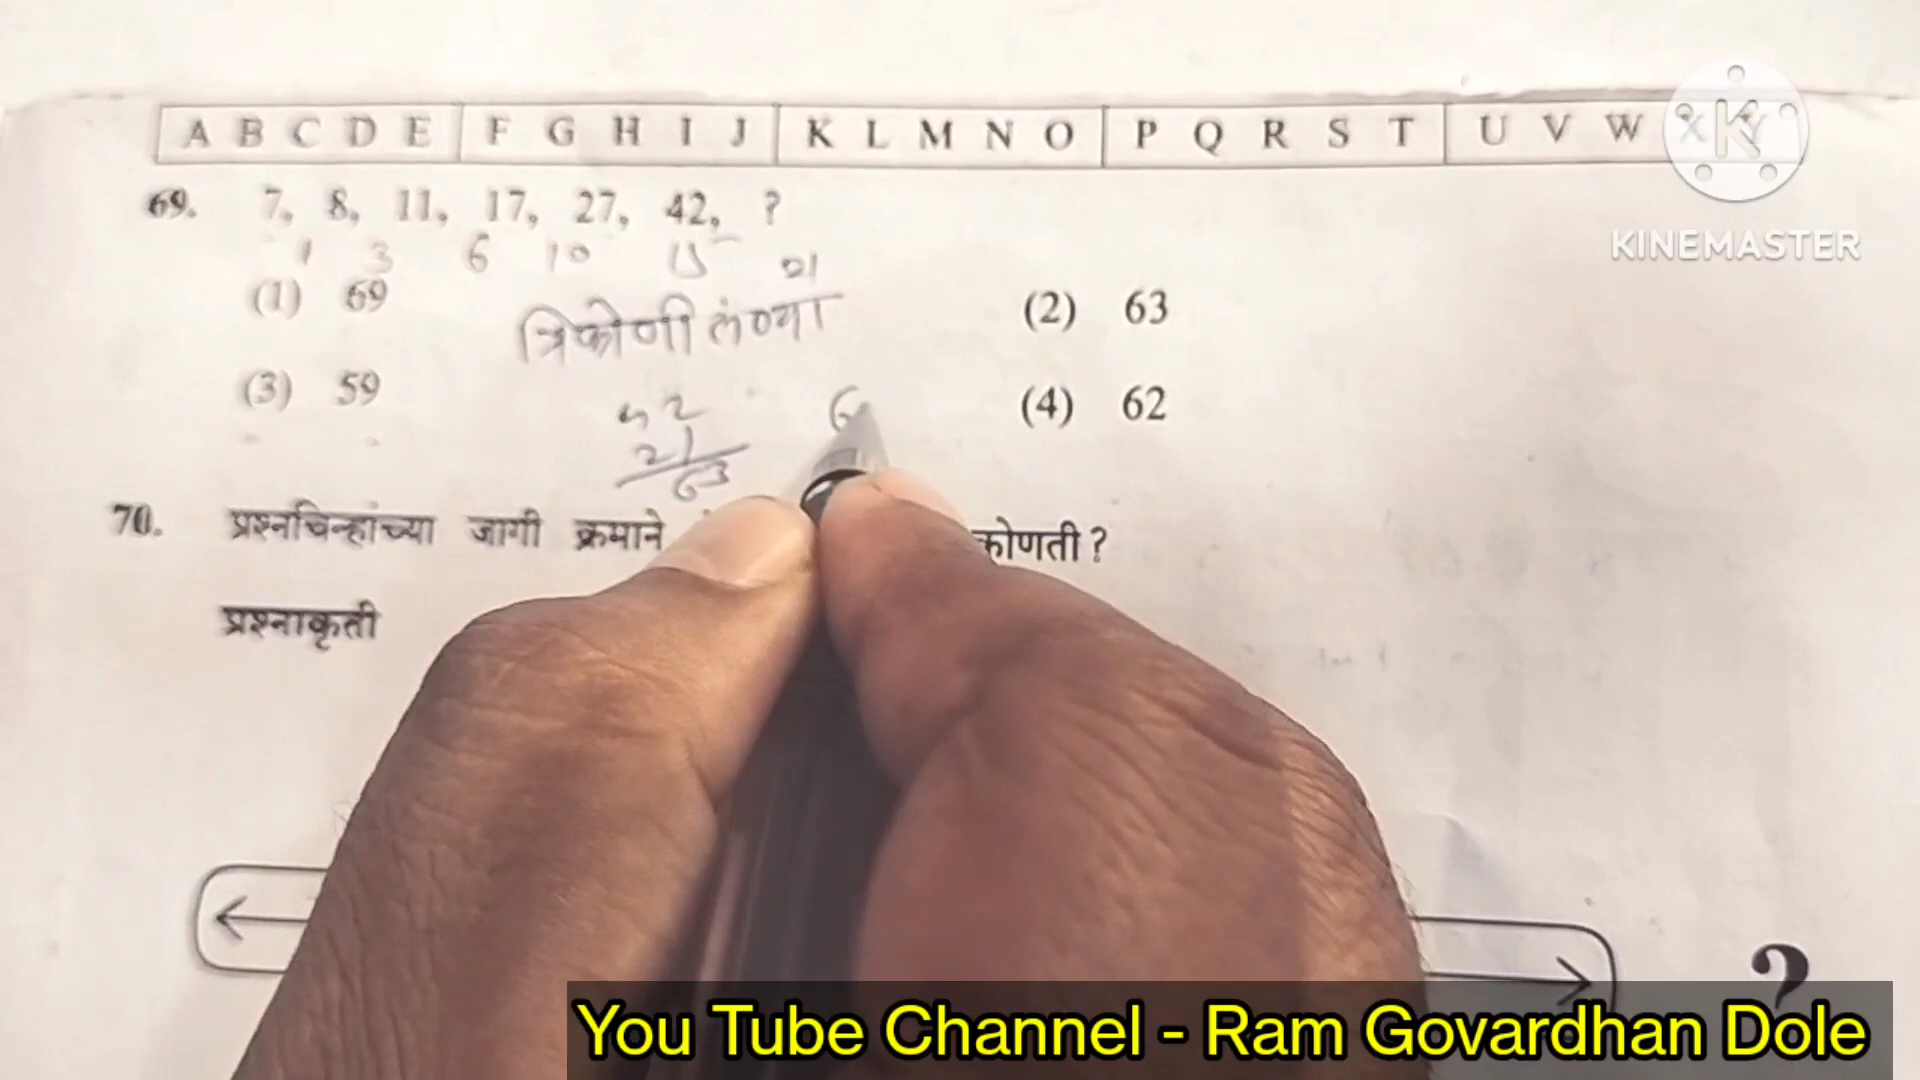 A B C D E F G H I J K L M N O P Q R S T U V W X Y
KINEMASTER
69. 7, 8, 11, 17, 27, 42, ?
1 3 6 10 15 21
(1) 69
(2) 63
त्रिकोणी संख्या
(3) 59
(4) 62
42
21
63
6
70. प्रश्नचिन्हांच्या जागी क्रमाने कोणती ?
प्रश्नाकृती
?
You Tube Channel - Ram Govardhan Dole